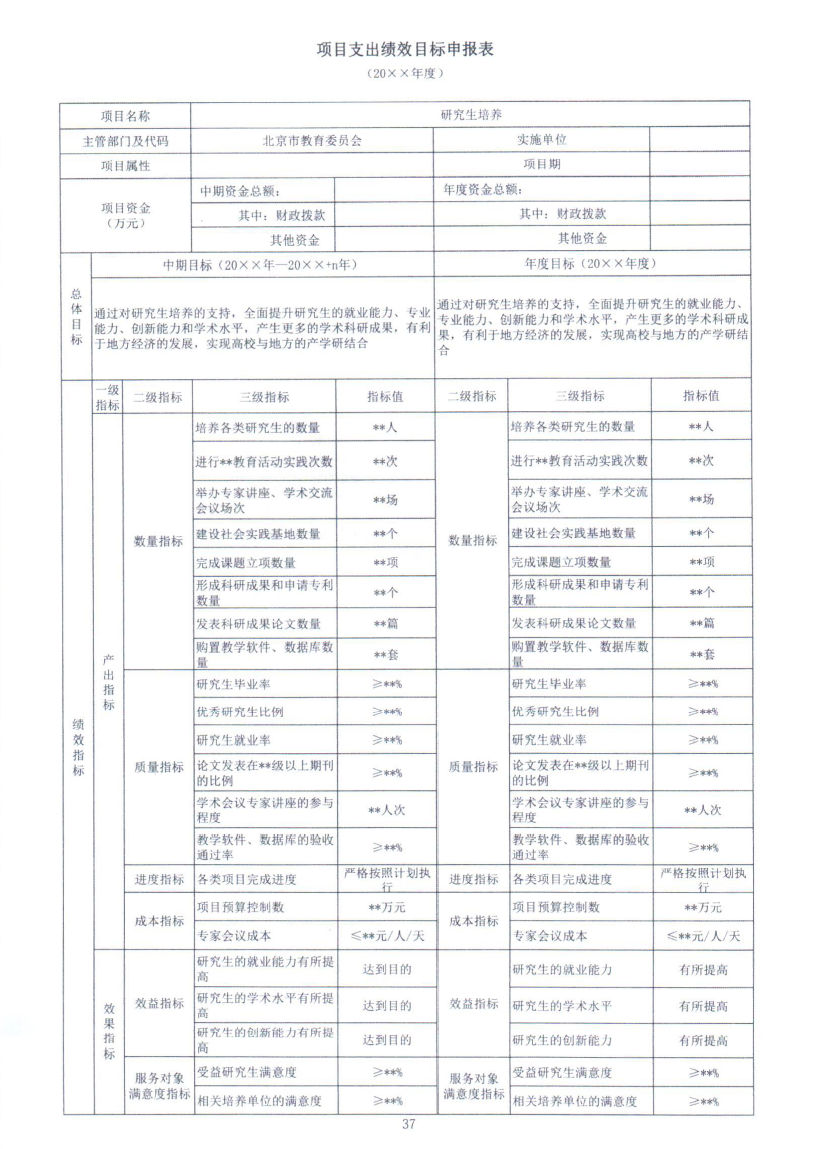 项目支出绩效目标申报表
（20××年度）
项目名称 研究生培养
主管部门及代码 北京市教育委员会 实施单位
项目属性 项目期
项目资金
（万元）
中期资金总额： 年度资金总额：
其中：财政拨款 其中：财政拨款
其他资金 其他资金
总体目标
中期目标（20××年—20××+n年） 年度目标（20××年度）
通过对研究生培养的支持，全面提升研究生的就业能力、专业
能力、创新能力和学术水平，产生更多的学术科研成果，有利
于地方经济的发展，实现高校与地方的产学研结合
通过对研究生培养的支持，全面提升研究生的就业能力、
专业能力、创新能力和学术水平，产生更多的学术科研成
果，有利于地方经济的发展，实现高校与地方的产学研结
合
绩效指标
一级
指标
二级指标 三级指标 指标值 二级指标 三级指标 指标值
产出指标
数量指标 数量指标
培养各类研究生的数量 **人 培养各类研究生的数量 **人
进行**教育活动实践次数 **次 进行**教育活动实践次数 **次
举办专家讲座、学术交流 举办专家讲座、学术交流
会议场次 **场 会议场次 **场
建设社会实践基地数量 **个 建设社会实践基地数量 **个
完成课题立项数量 **项 完成课题立项数量 **项
形成科研成果和申请专利 形成科研成果和申请专利
数量 **个 数量 **个
发表科研成果论文数量 **篇 发表科研成果论文数量 **篇
购置教学软件、数据库数 购置教学软件、数据库数
量 **套 量 **套
质量指标 质量指标
研究生毕业率 ≥**% 研究生毕业率 ≥**%
优秀研究生比例 ≥**% 优秀研究生比例 ≥**%
研究生就业率 ≥**% 研究生就业率 ≥**%
论文发表在**级以上期刊 论文发表在**级以上期刊
的比例 ≥**% 的比例 ≥**%
学术会议专家讲座的参与 学术会议专家讲座的参与
程度 **人次 程度 **人次
教学软件、数据库的验收 教学软件、数据库的验收
通过率 ≥**% 通过率 ≥**%
进度指标 各类项目完成进度 严格按照计划执 进度指标 各类项目完成进度 严格按照计划执
行 行
成本指标 成本指标
项目预算控制数 **万元 项目预算控制数 **万元
专家会议成本 ≤**元/人/天 专家会议成本 ≤**元/人/天
效果指标
效益指标 效益指标
研究生的就业能力有所提
高 达到目的 研究生的就业能力 有所提高
研究生的学术水平有所提
高 达到目的 研究生的学术水平 有所提高
研究生的创新能力有所提
高 达到目的 研究生的创新能力 有所提高
服务对象 服务对象
满意度指标 满意度指标
受益研究生满意度 ≥**% 受益研究生满意度 ≥**%
相关培养单位的满意度 ≥**% 相关培养单位的满意度 ≥**%
37